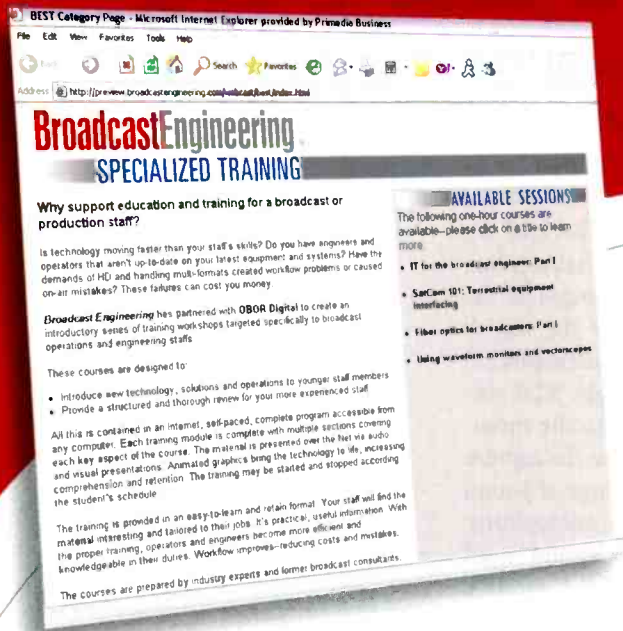 BEST Category Page - Microsoft Internet Explorer provided by Primedia Business
File Edit View Favorites Tools Help
Search Favorites
Address http://preview.broadcastengineering.com/webcast/best/index.html
BroadcastEngineering
SPECIALIZED TRAINING
Why support education and training for a broadcast or
production staff?
Is technology moving faster than your staff's skills? Do you have engineers and
operators that aren't up-to-date on your latest equipment and systems? Have the
demands of HD and handling multi-formats created workflow problems or caused
on-air mistakes? These failures can cost you money.
Broadcast Engineering has partnered with OBOR Digital to create an
introductory series of training workshops targeted specifically to broadcast
operations and engineering staffs
These courses are designed to:
• Introduce new technology, solutions and operations to younger staff members
• Provide a structured and thorough review for your more experienced staff
All this is contained in an Internet, self-paced, complete program accessible from
any computer. Each training module is complete with multiple sections covering
each key aspect of the course. The material is presented over the Net via audio
and visual presentations. Animated graphics bring the technology to life, increasing
comprehension and retention. The training may be started and stopped according
the student's schedule
The training is provided in an easy-to-learn and retain format. Your staff will find the
material interesting and tailored to their jobs. It's practical, useful information. With
the proper training, operators and engineers become more efficient and
knowledgeable in their duties. Workflow improves--reducing costs and mistakes.
The courses are prepared by industry experts and former broadcast consultants.
AVAILABLE SESSIONS
The following one-hour courses are
available--please click on a title to learn
more.
• IT for the broadcast engineer: Part I
• SatCom 101: Terrestrial equipment
interfacing
• Fiber optics for broadcasters: Part I
• Using waveform monitors and vectorscopes